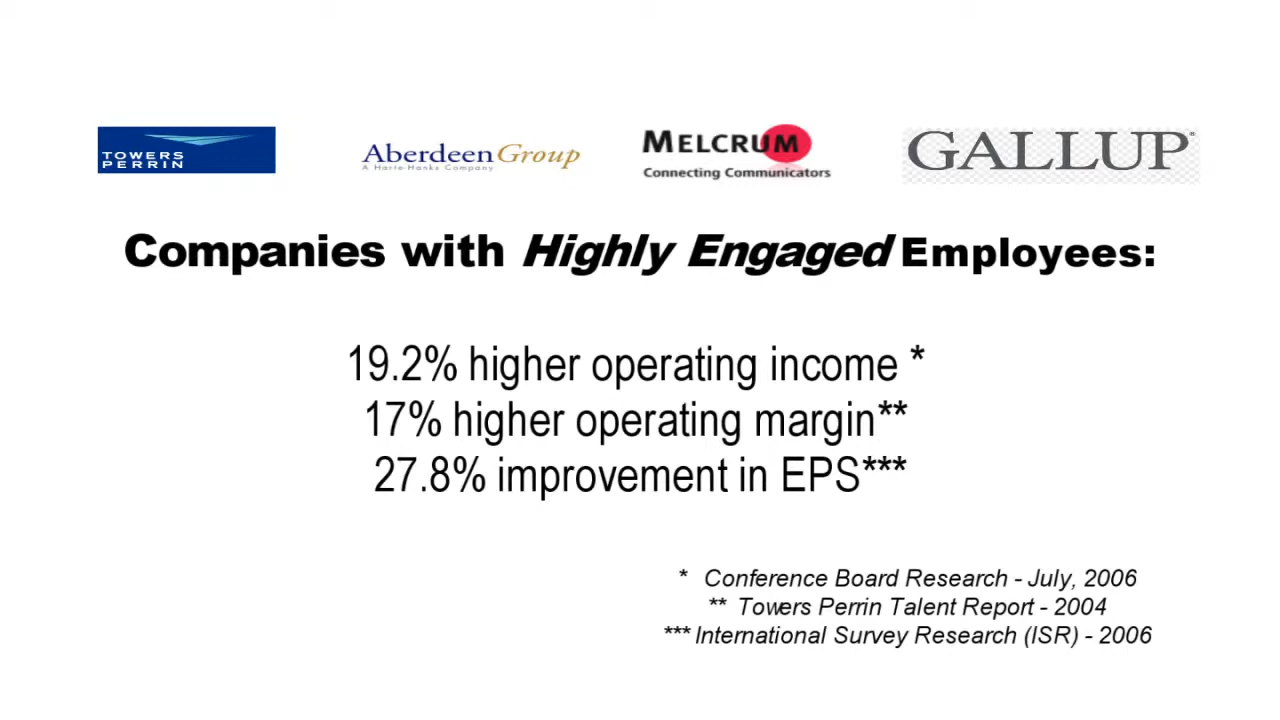 TOWERS
PERRIN
Aberdeen Group
A Harte-Hanks Company
MELCRUM
Connecting Communicators
GALLUP®
Companies with Highly Engaged Employees:
19.2% higher operating income *
17% higher operating margin**
27.8% improvement in EPS***
* Conference Board Research - July, 2006
** Towers Perrin Talent Report - 2004
*** International Survey Research (ISR) - 2006